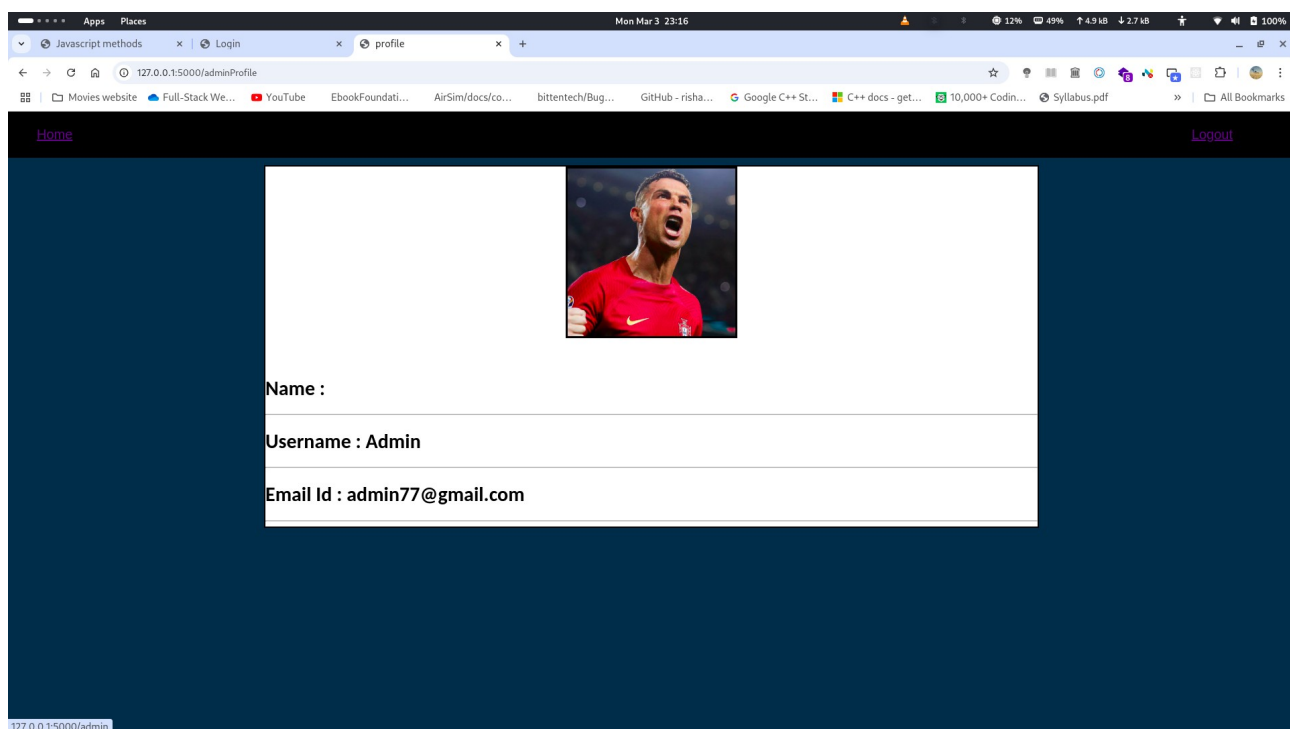 Apps Places Mon Mar 3 23:16 12% 49% ↑ 4.9 kB ↓ 2.7 kB 100%
Javascript methods Login profile
127.0.0.1:5000/adminProfile
Movies website Full-Stack We... YouTube EbookFoundati... AirSim/docs/co... bittentech/Bug... GitHub - risha... Google C++ St... C++ docs - get... 10,000+ Codin... Syllabus.pdf » All Bookmarks
Home Logout
Name :
Username : Admin
Email Id : admin77@gmail.com
127.0.0.1:5000/admin